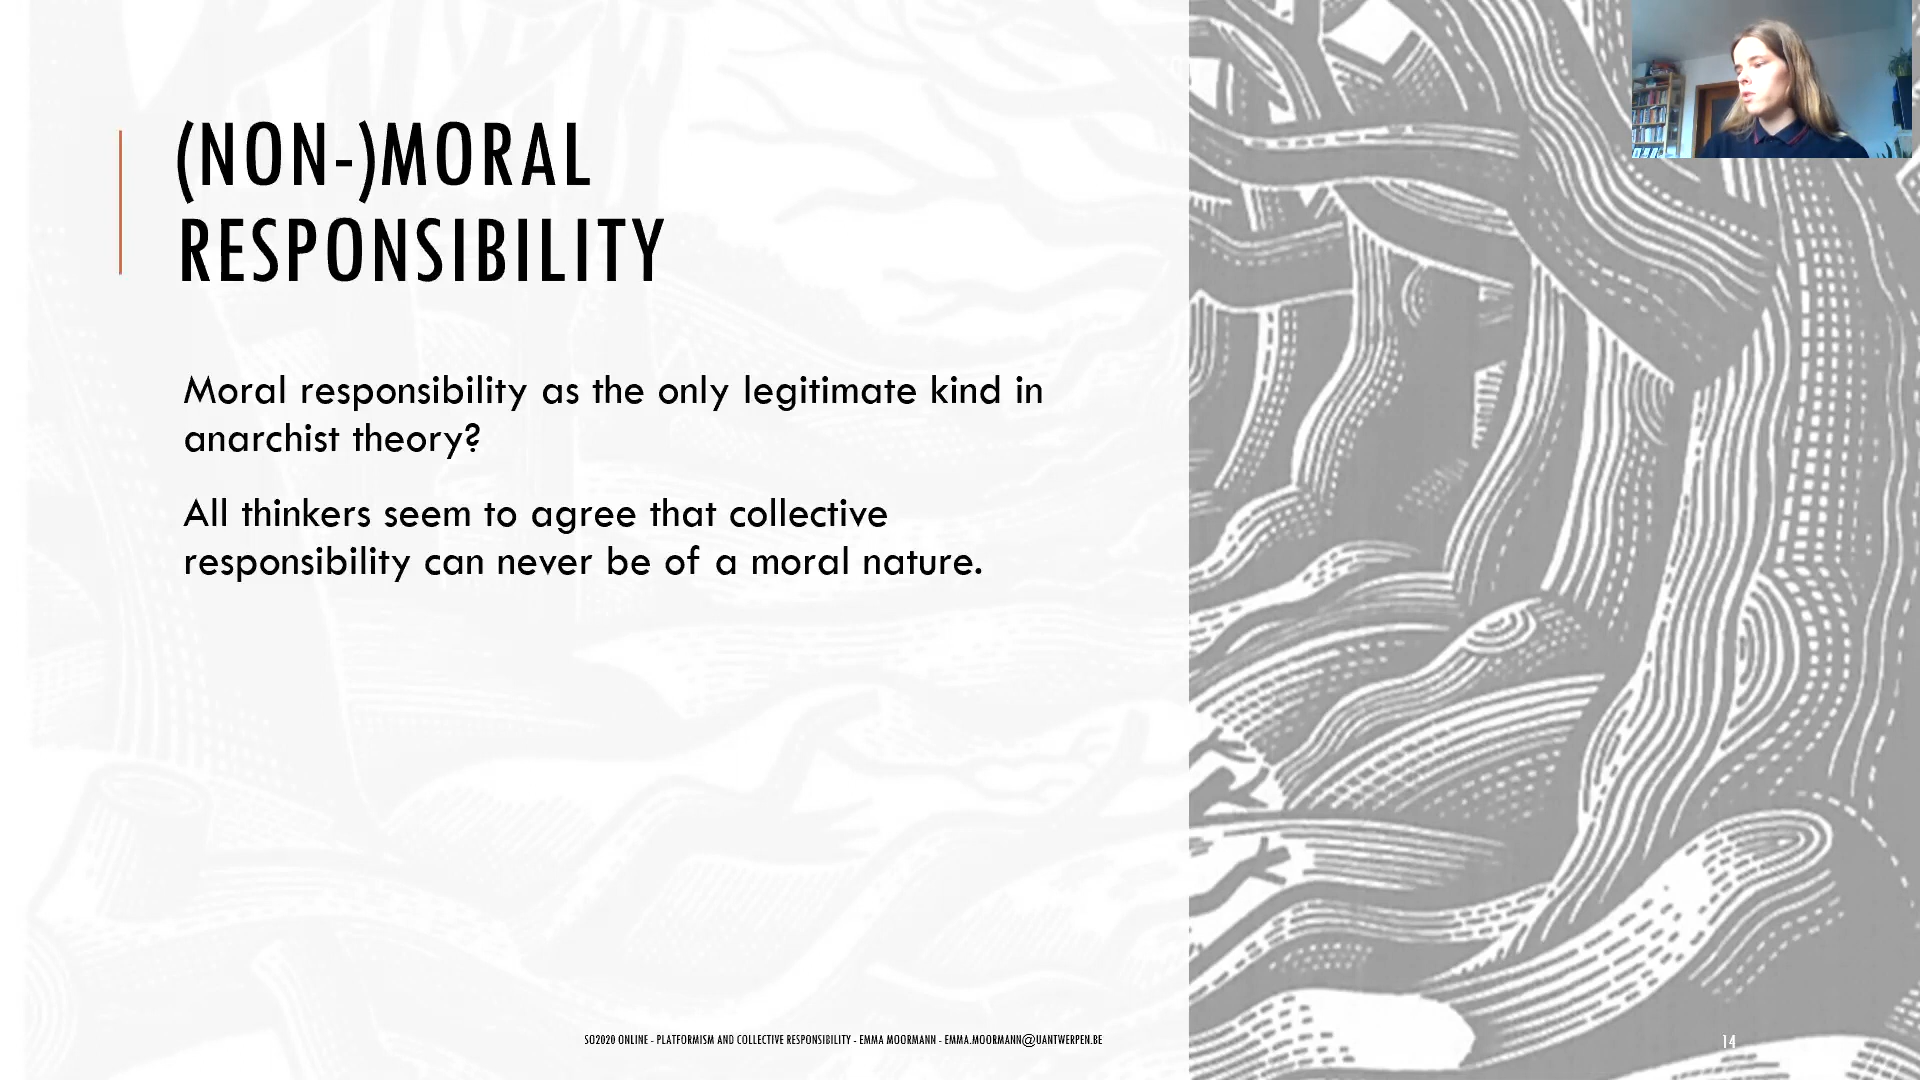 (NON-)MORAL
RESPONSIBILITY
Moral responsibility as the only legitimate kind in
anarchist theory?
All thinkers seem to agree that collective
responsibility can never be of a moral nature.
SO2020 ONLINE - PLATFORMISM AND COLLECTIVE RESPONSIBILITY - EMMA MOORMANN - EMMA.MOORMANN@UANTWERPEN.BE
14